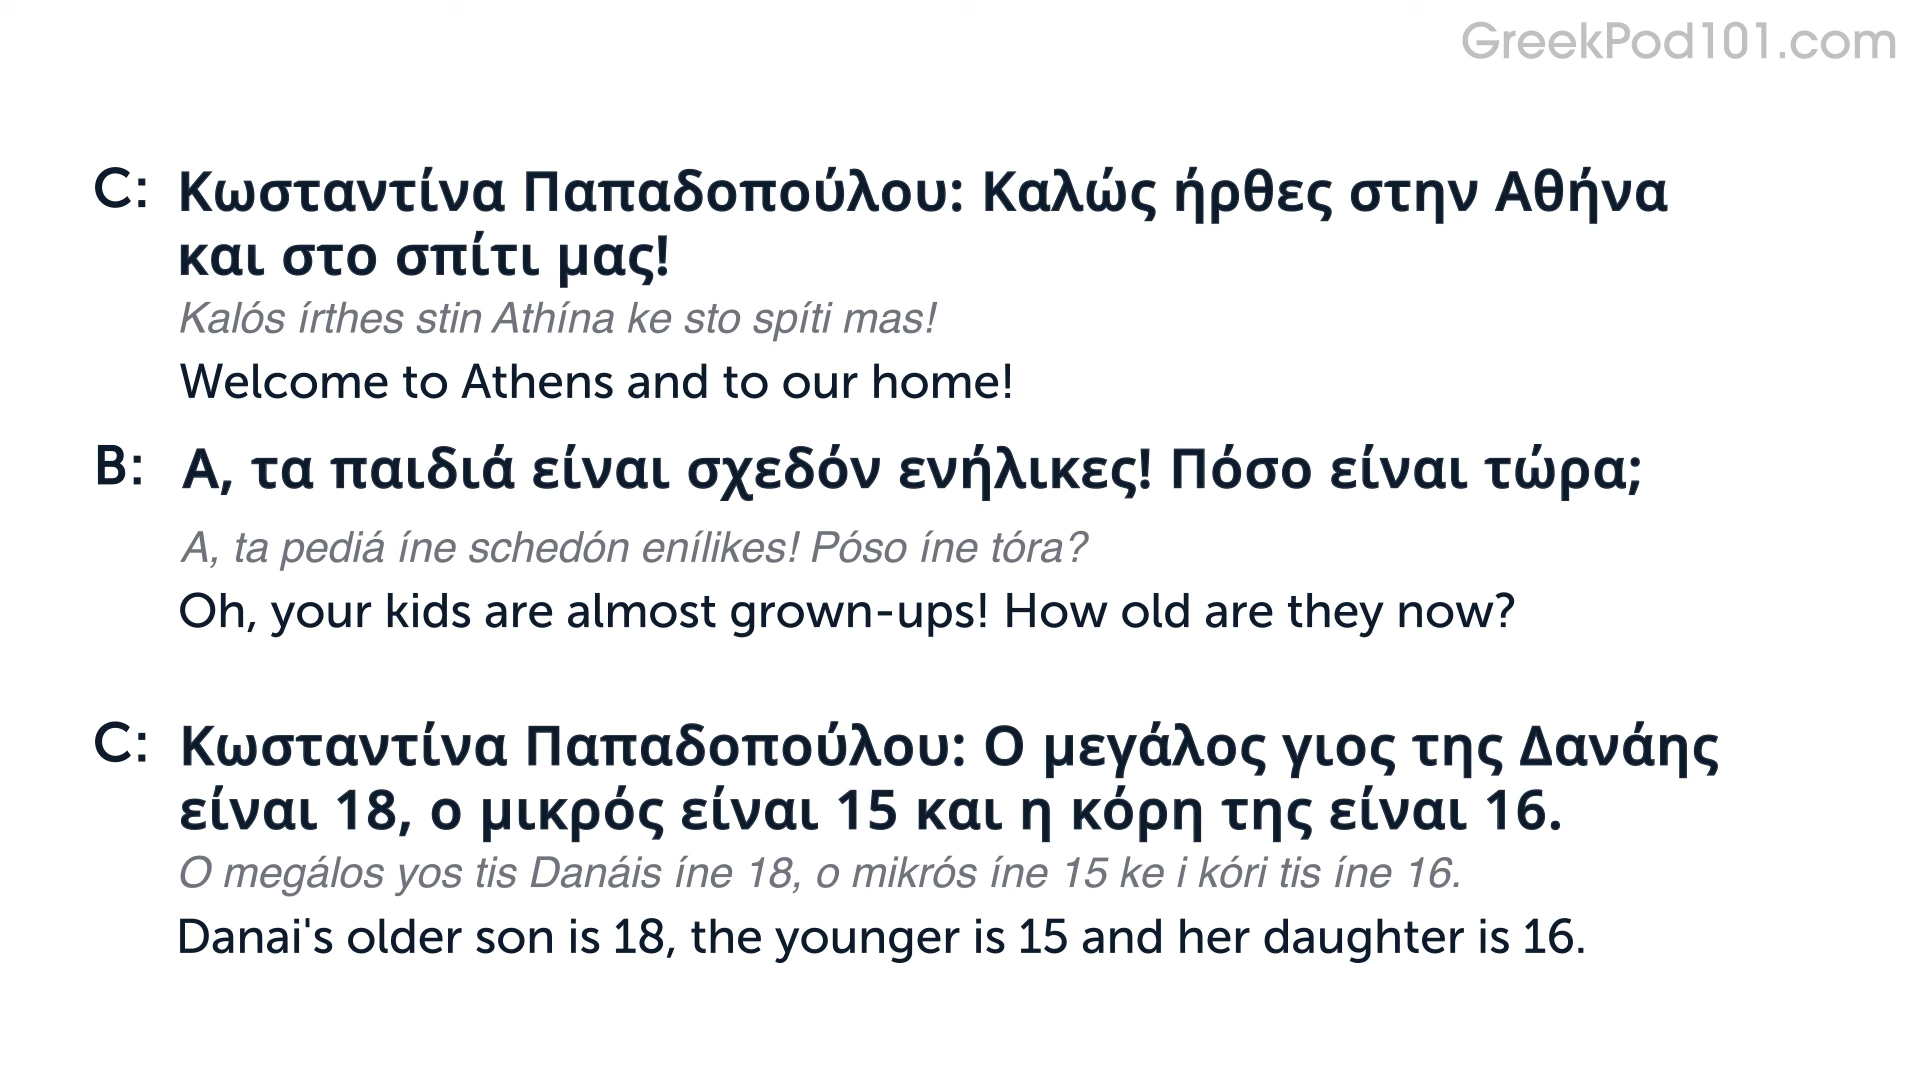 GreekPod101.com
C: Κωσταντίνα Παπαδοπούλου: Καλώς ήρθες στην Αθήνα
και στο σπίτι μας!
Kalós írthes stin Athína ke sto spíti mas!
Welcome to Athens and to our home!
B: Α, τα παιδιά είναι σχεδόν ενήλικες! Πόσο είναι τώρα;
A, ta pediá íne schedón enílikes! Póso íne tóra?
Oh, your kids are almost grown-ups! How old are they now?
C: Κωσταντίνα Παπαδοπούλου: Ο μεγάλος γιος της Δανάης
είναι 18, ο μικρός είναι 15 και η κόρη της είναι 16.
O megálos yos tis Danáis íne 18, o mikrós íne 15 ke i kóri tis íne 16.
Danai's older son is 18, the younger is 15 and her daughter is 16.